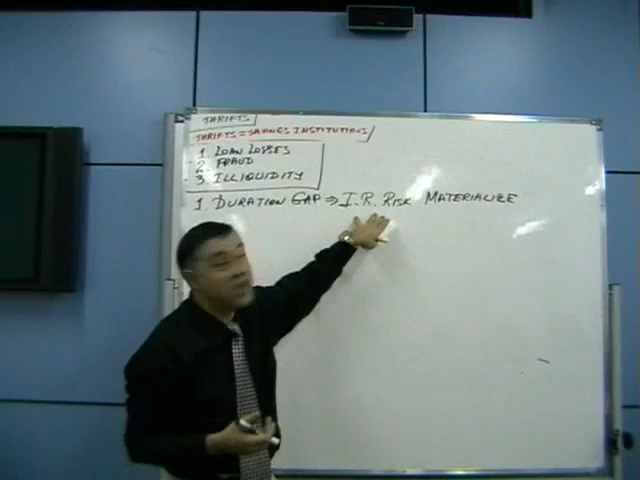 THRIFTS
THRIFTS = SAVINGS INSTITUTIONS
1. LOAN LOSSES
2. FRAUD
3. ILLIQUIDITY
1. DURATION GAP ⇒ I.R. RISK MATERIALIZE